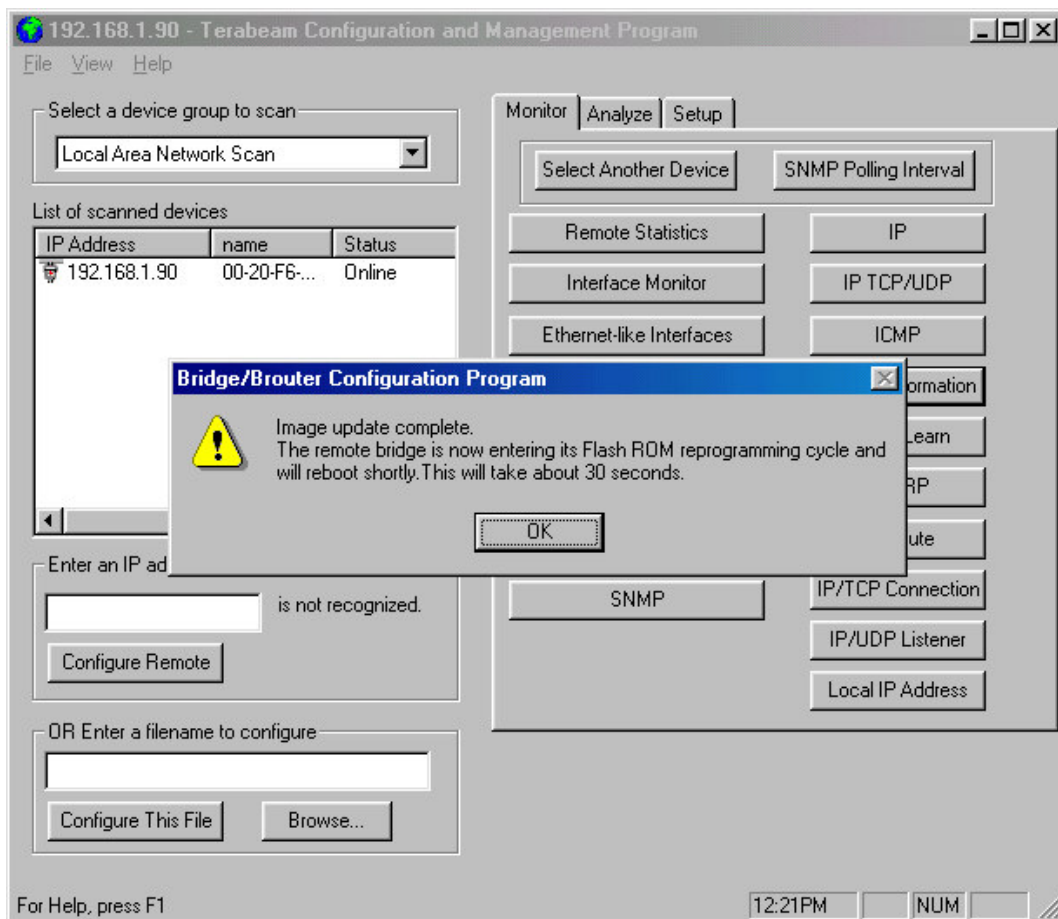 192.168.1.90 - Terabeam Configuration and Management Program
File View Help
Select a device group to scan
Local Area Network Scan
List of scanned devices
IP Address name Status
192.168.1.90 00-20-F6-... Online
Enter an IP ad
is not recognized.
Configure Remote
OR Enter a filename to configure
Configure This File Browse...
Monitor Analyze Setup
Select Another Device SNMP Polling Interval
Remote Statistics IP
Interface Monitor IP TCP/UDP
Ethernet-like Interfaces ICMP
ormation
Learn
RP
ute
SNMP IP/TCP Connection
IP/UDP Listener
Local IP Address
Bridge/Brouter Configuration Program
Image update complete.
The remote bridge is now entering its Flash ROM reprogramming cycle and
will reboot shortly.This will take about 30 seconds.
OK
For Help, press F1 12:21PM NUM